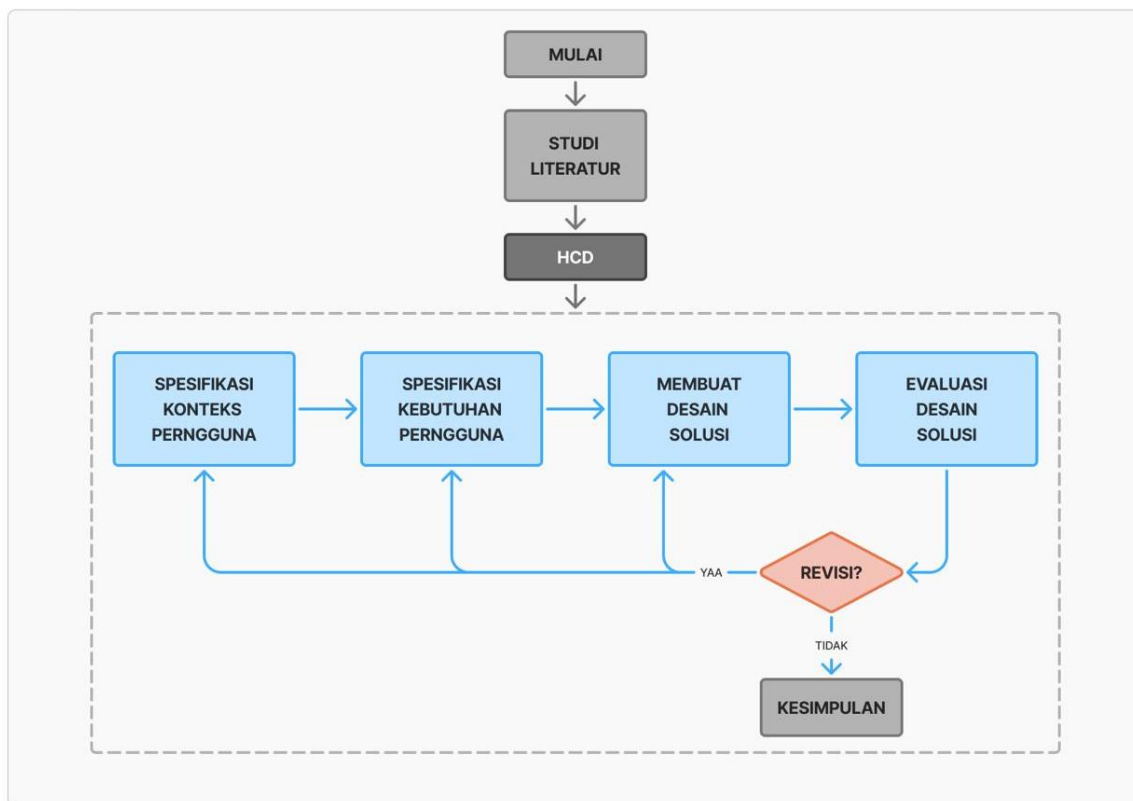 MULAI
STUDI
LITERATUR
HCD
SPESIFIKASI
KONTEKS
PERNGGUNA
SPESIFIKASI
KEBUTUHAN
PERNGGUNA
MEMBUAT
DESAIN
SOLUSI
EVALUASI
DESAIN
SOLUSI
YAA
REVISI?
TIDAK
KESIMPULAN